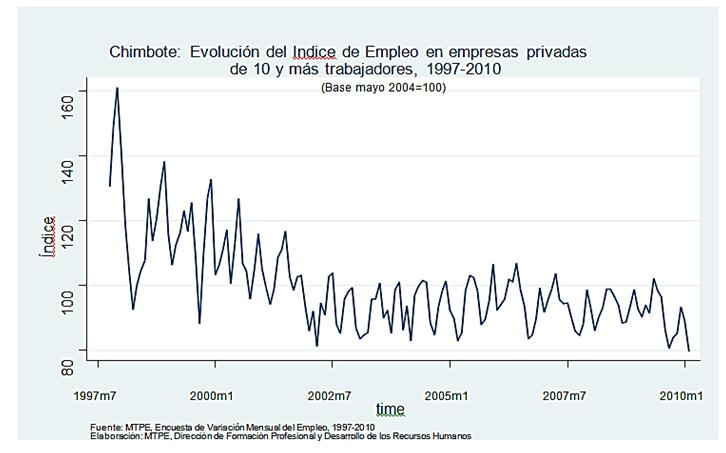 Chimbote: Evolución del Indice de Empleo en empresas privadas
de 10 y más trabajadores, 1997-2010
(Base mayo 2004=100)
160
140
120
100
80
Índice
1997m7 2000m1 2002m7 2005m1 2007m7 2010m1
time
Fuente: MTPE, Encuesta de Variación Mensual del Empleo, 1997-2010
Elaboración: MTPE, Dirección de Formación Profesional y Desarrollo de los Recursos Humanos